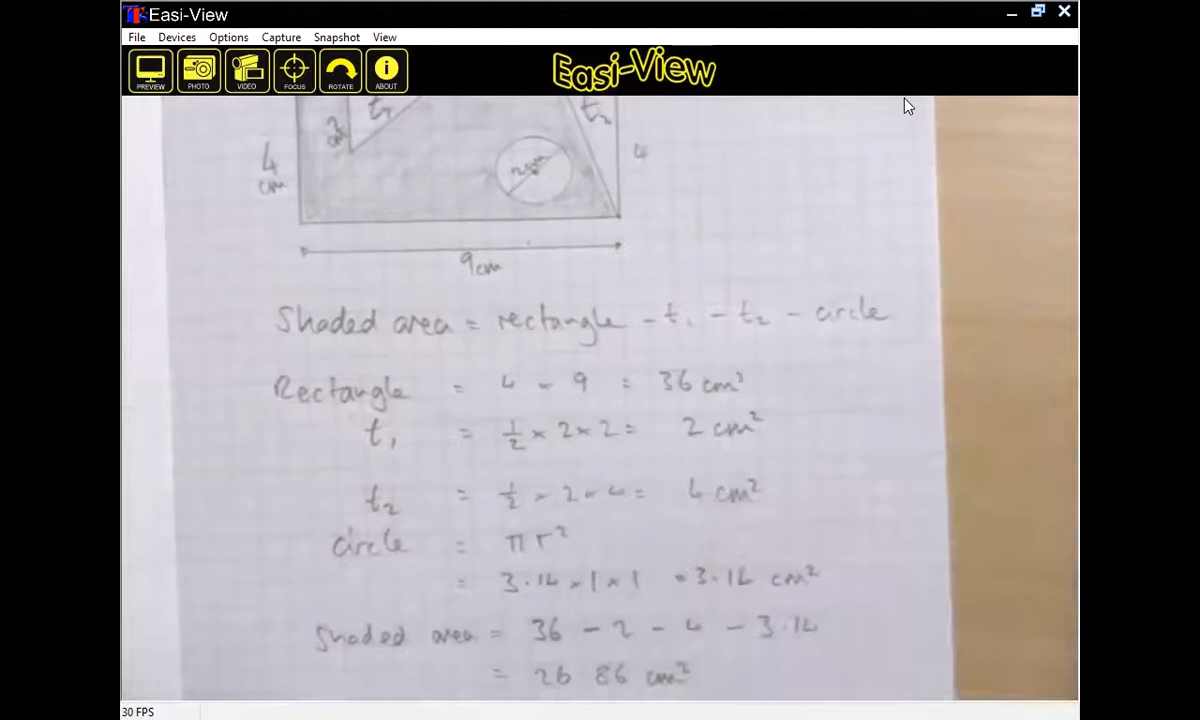 Easi-View
File Devices Options Capture Snapshot View
PREVIEW PHOTO VIDEO FOCUS ROTATE ABOUT
Easi-View
t₁
t₂
2
4
cm
2cm
4
9cm
Shaded area = rectangle - t₁ - t₂ - circle
Rectangle = 4 × 9 = 36 cm²
t₁ = ½ × 2 × 2 = 2 cm²
t₂ = ½ × 2 × 4 = 4 cm²
circle = πr²
= 3.14 × 1 × 1 = 3.14 cm²
Shaded area = 36 - 2 - 4 - 3.14
= 26 86 cm²
30 FPS